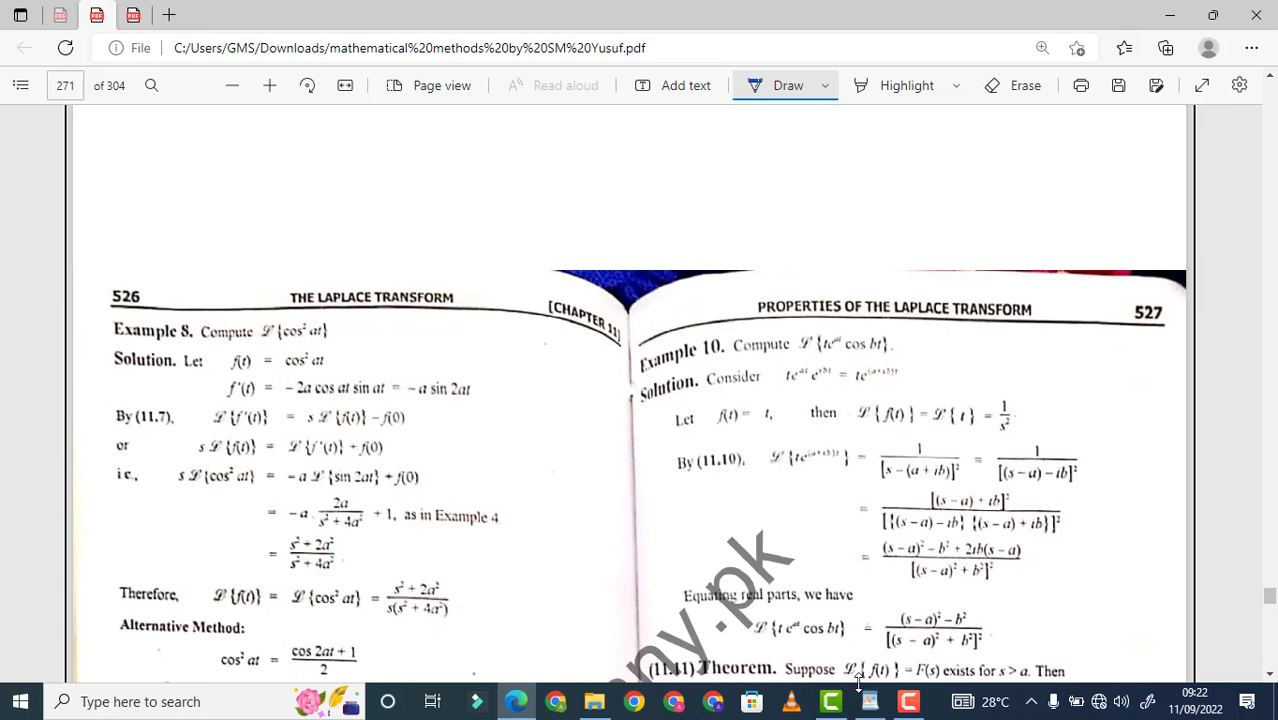 File
C:/Users/GMS/Downloads/mathematical%20methods%20by%20SM%20Yusuf.pdf
271 of 304
Page view
Read aloud
Add text
Draw
Highlight
Erase
526 THE LAPLACE TRANSFORM [CHAPTER 11]
Example 8. Compute ℒ {cos² at}
Solution. Let f(t) = cos² at
f'(t) = – 2a cos at sin at = – a sin 2at
By (11.7), ℒ {f'(t)} = s ℒ {f(t)} – f(0)
or s ℒ {f(t)} = ℒ {f'(t)} + f(0)
i.e., s ℒ {cos² at} = – a ℒ {sin 2at} + f(0)
= – a . 2a / (s² + 4a²) + 1, as in Example 4
= (s² + 2a²) / (s² + 4a²)
Therefore, ℒ {f(t)} = ℒ {cos² at} = (s² + 2a²) / s(s² + 4a²)
Alternative Method:
cos² at = (cos 2at + 1) / 2
PROPERTIES OF THE LAPLACE TRANSFORM 527
Example 10. Compute ℒ {te^{at} cos bt}.
Solution. Consider te^{at} e^{ibt} = te^{(a+ib)t}
Let f(t) = t, then ℒ { f(t)} = ℒ { t } = 1 / s²
By (11.10), ℒ {te^{(a+ib)t}} = 1 / [s – (a + ib)]² = 1 / [(s – a) – ib]²
= [(s – a) + ib]² / [{(s – a) – ib} {(s – a) + ib}]²
= ((s – a)² – b² + 2ib(s – a)) / [(s – a)² + b²]²
Equating real parts, we have
ℒ {t e^{at} cos bt} = ((s – a)² – b²) / [(s – a)² + b²]²
(11.11) Theorem. Suppose ℒ { f(t) } = F(s) exists for s > a. Then
ny.pk
Type here to search
28°C
09:22
11/09/2022